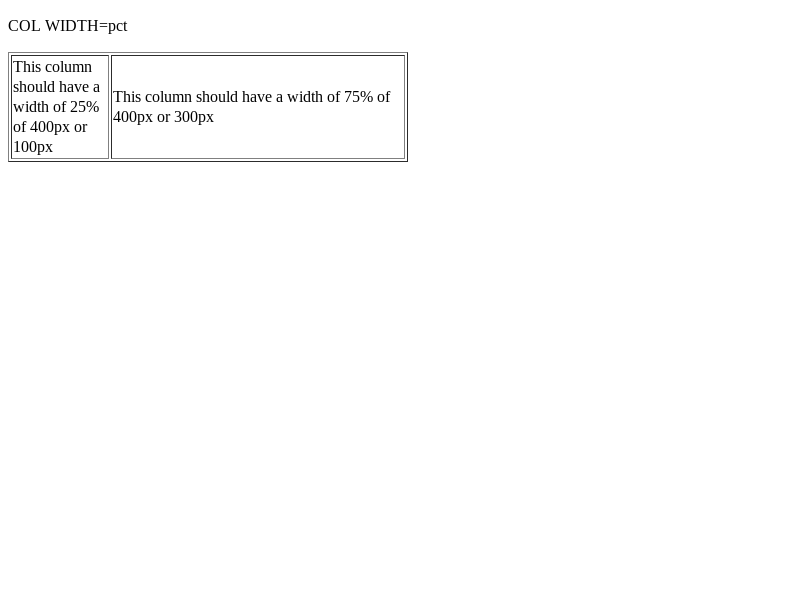 COL WIDTH=pct
This column
should have a
width of 25%
of 400px or
100px
This column should have a width of 75% of
400px or 300px